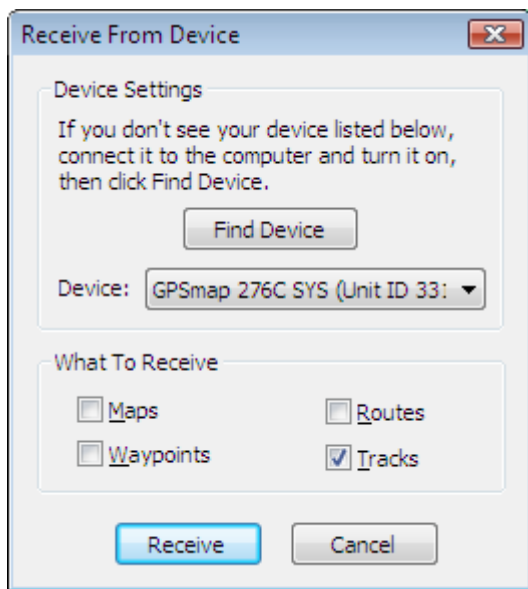 Receive From Device
Device Settings
If you don't see your device listed below,
connect it to the computer and turn it on,
then click Find Device.
Find Device
Device: GPSmap 276C SYS (Unit ID 331
What To Receive
Maps Routes
Waypoints Tracks
Receive Cancel